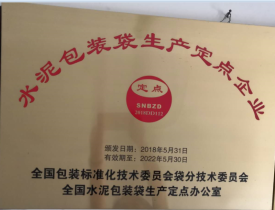 水泥包装袋生产定点企业
定点
SNBZD
颁发日期：2018年5月31日
有效期至：2022年5月30日
全国包装标准化技术委员会袋分技术委员会
全国水泥包装袋生产定点办公室